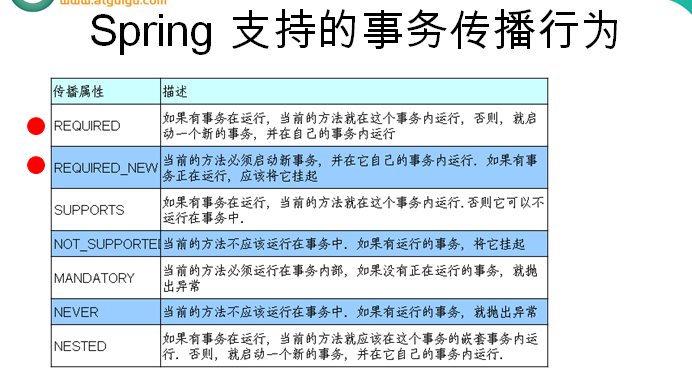 www.atguigu.com
Spring 支持的事务传播行为
传播属性
描述
REQUIRED
如果有事务在运行，当前的方法就在这个事务内运行，否则，就启
动一个新的事务，并在自己的事务内运行
REQUIRED_NEW
当前的方法必须启动新事务，并在它自己的事务内运行. 如果有事
务正在运行，应该将它挂起
SUPPORTS
如果有事务在运行，当前的方法就在这个事务内运行. 否则它可以不
运行在事务中.
NOT_SUPPORTED
当前的方法不应该运行在事务中. 如果有运行的事务，将它挂起
MANDATORY
当前的方法必须运行在事务内部，如果没有正在运行的事务，就抛
出异常
NEVER
当前的方法不应该运行在事务中. 如果有运行的事务，就抛出异常
NESTED
如果有事务在运行，当前的方法就应该在这个事务的嵌套事务内运
行. 否则，就启动一个新的事务，并在它自己的事务内运行.